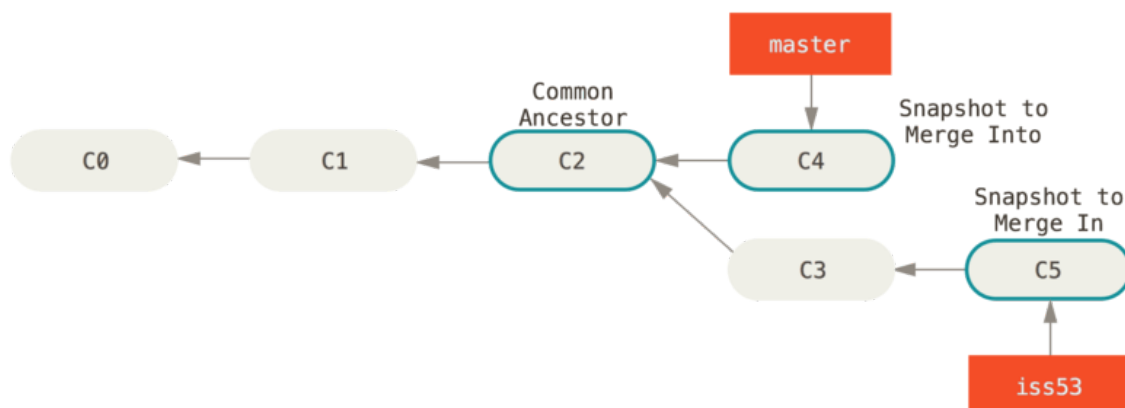 master
Common
Ancestor
Snapshot to
Merge Into
C0
C1
C2
C4
Snapshot to
Merge In
C3
C5
iss53